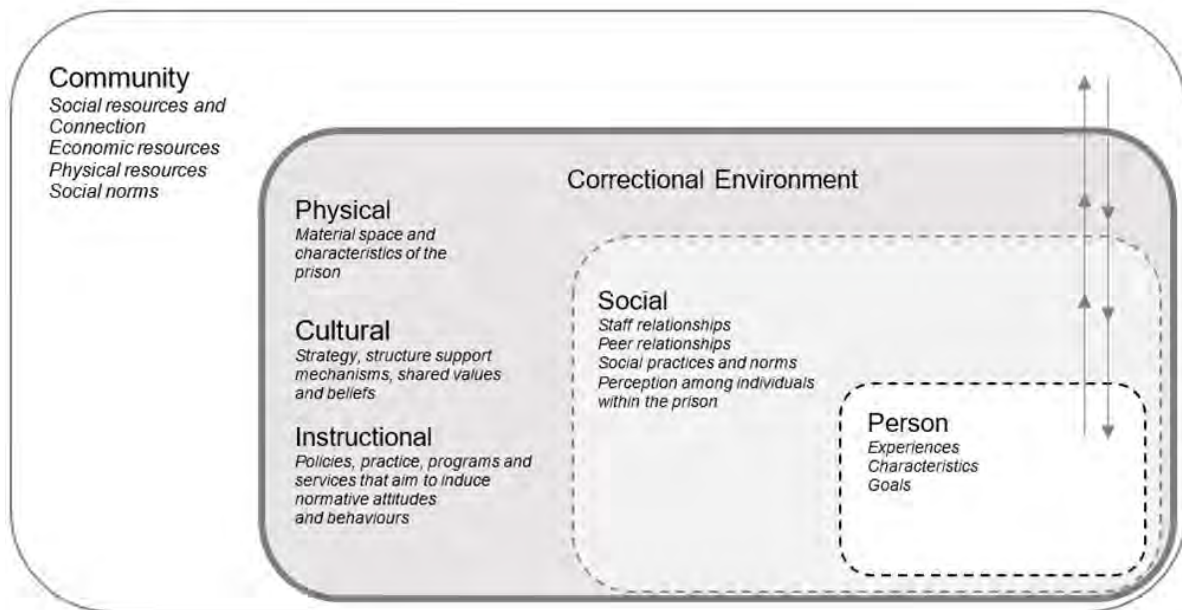 Community
Social resources and
Connection
Economic resources
Physical resources
Social norms
Correctional Environment
Physical
Material space and
characteristics of the
prison
Cultural
Strategy, structure support
mechanisms, shared values
and beliefs
Instructional
Policies, practice, programs and
services that aim to induce
normative attitudes
and behaviours
Social
Staff relationships
Peer relationships
Social practices and norms
Perception among individuals
within the prison
Person
Experiences
Characteristics
Goals